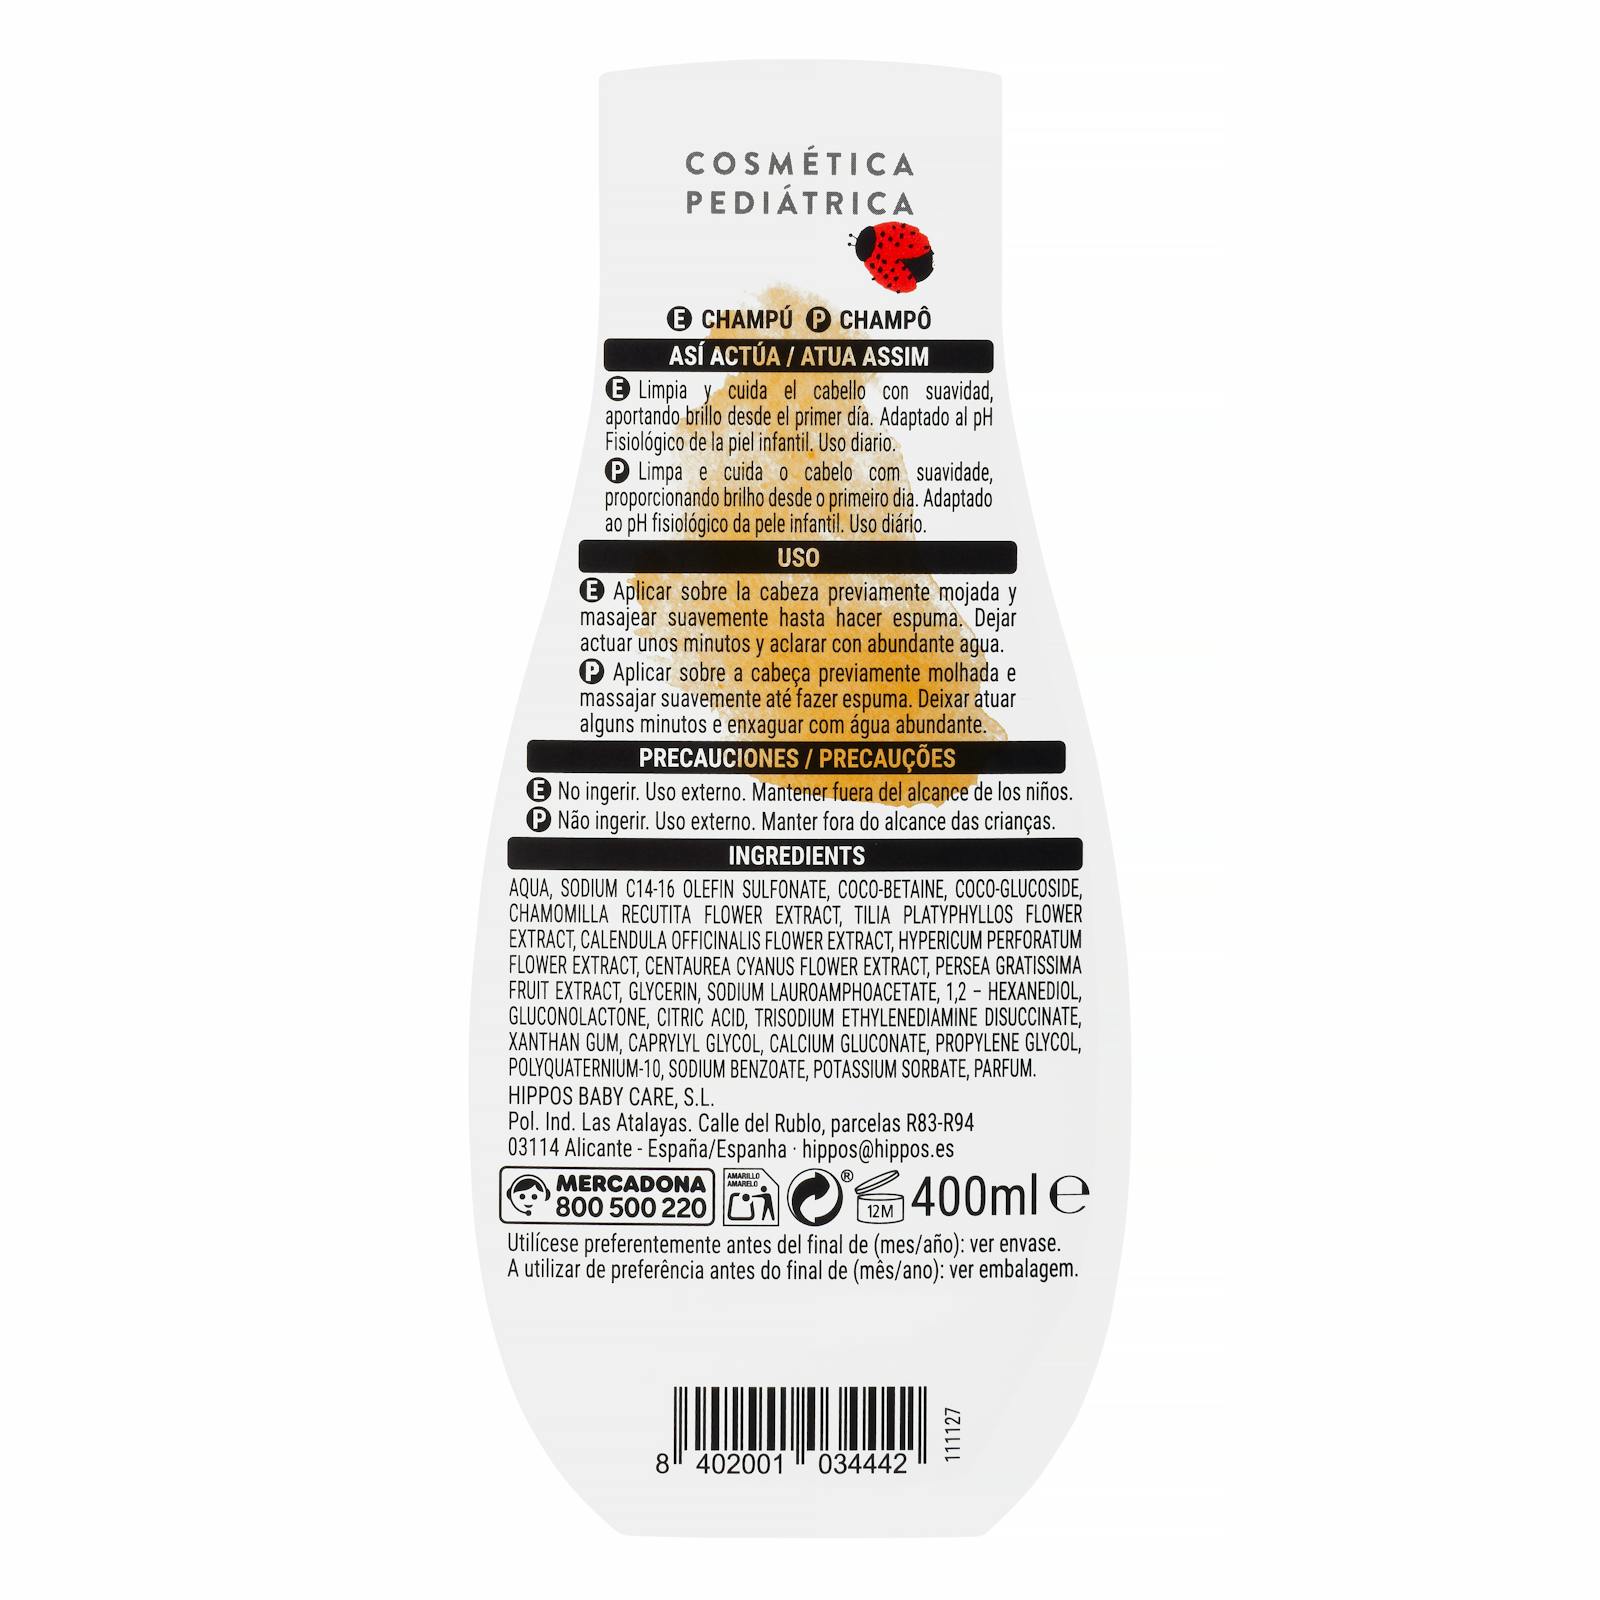 COSMÉTICA
PEDIÁTRICA
E CHAMPÚ P CHAMPÔ
ASÍ ACTÚA / ATUA ASSIM
E Limpia y cuida el cabello con suavidad,
aportando brillo desde el primer día. Adaptado al pH
Fisiológico de la piel infantil. Uso diario.
P Limpa e cuida o cabelo com suavidade,
proporcionando brilho desde o primeiro dia. Adaptado
ao pH fisiológico da pele infantil. Uso diário.
USO
E Aplicar sobre la cabeza previamente mojada y
masajear suavemente hasta hacer espuma. Dejar
actuar unos minutos y aclarar con abundante agua.
P Aplicar sobre a cabeça previamente molhada e
massajar suavemente até fazer espuma. Deixar atuar
alguns minutos e enxaguar com água abundante.
PRECAUCIONES / PRECAUÇÕES
E No ingerir. Uso externo. Mantener fuera del alcance de los niños.
P Não ingerir. Uso externo. Manter fora do alcance das crianças.
INGREDIENTS
AQUA, SODIUM C14-16 OLEFIN SULFONATE, COCO-BETAINE, COCO-GLUCOSIDE,
CHAMOMILLA RECUTITA FLOWER EXTRACT, TILIA PLATYPHYLLOS FLOWER
EXTRACT, CALENDULA OFFICINALIS FLOWER EXTRACT, HYPERICUM PERFORATUM
FLOWER EXTRACT, CENTAUREA CYANUS FLOWER EXTRACT, PERSEA GRATISSIMA
FRUIT EXTRACT, GLYCERIN, SODIUM LAUROAMPHOACETATE, 1,2 – HEXANEDIOL,
GLUCONOLACTONE, CITRIC ACID, TRISODIUM ETHYLENEDIAMINE DISUCCINATE,
XANTHAN GUM, CAPRYLYL GLYCOL, CALCIUM GLUCONATE, PROPYLENE GLYCOL,
POLYQUATERNIUM-10, SODIUM BENZOATE, POTASSIUM SORBATE, PARFUM.
HIPPOS BABY CARE, S.L.
Pol. Ind. Las Atalayas. Calle del Rublo, parcelas R83-R94
03114 Alicante - España/Espanha · hippos@hippos.es
MERCADONA
800 500 220
AMARILLO
AMARELO
®
12M
400ml e
Utilícese preferentemente antes del final de (mes/año): ver envase.
A utilizar de preferência antes do final de (mês/ano): ver embalagem.
8 402001 034442
111127